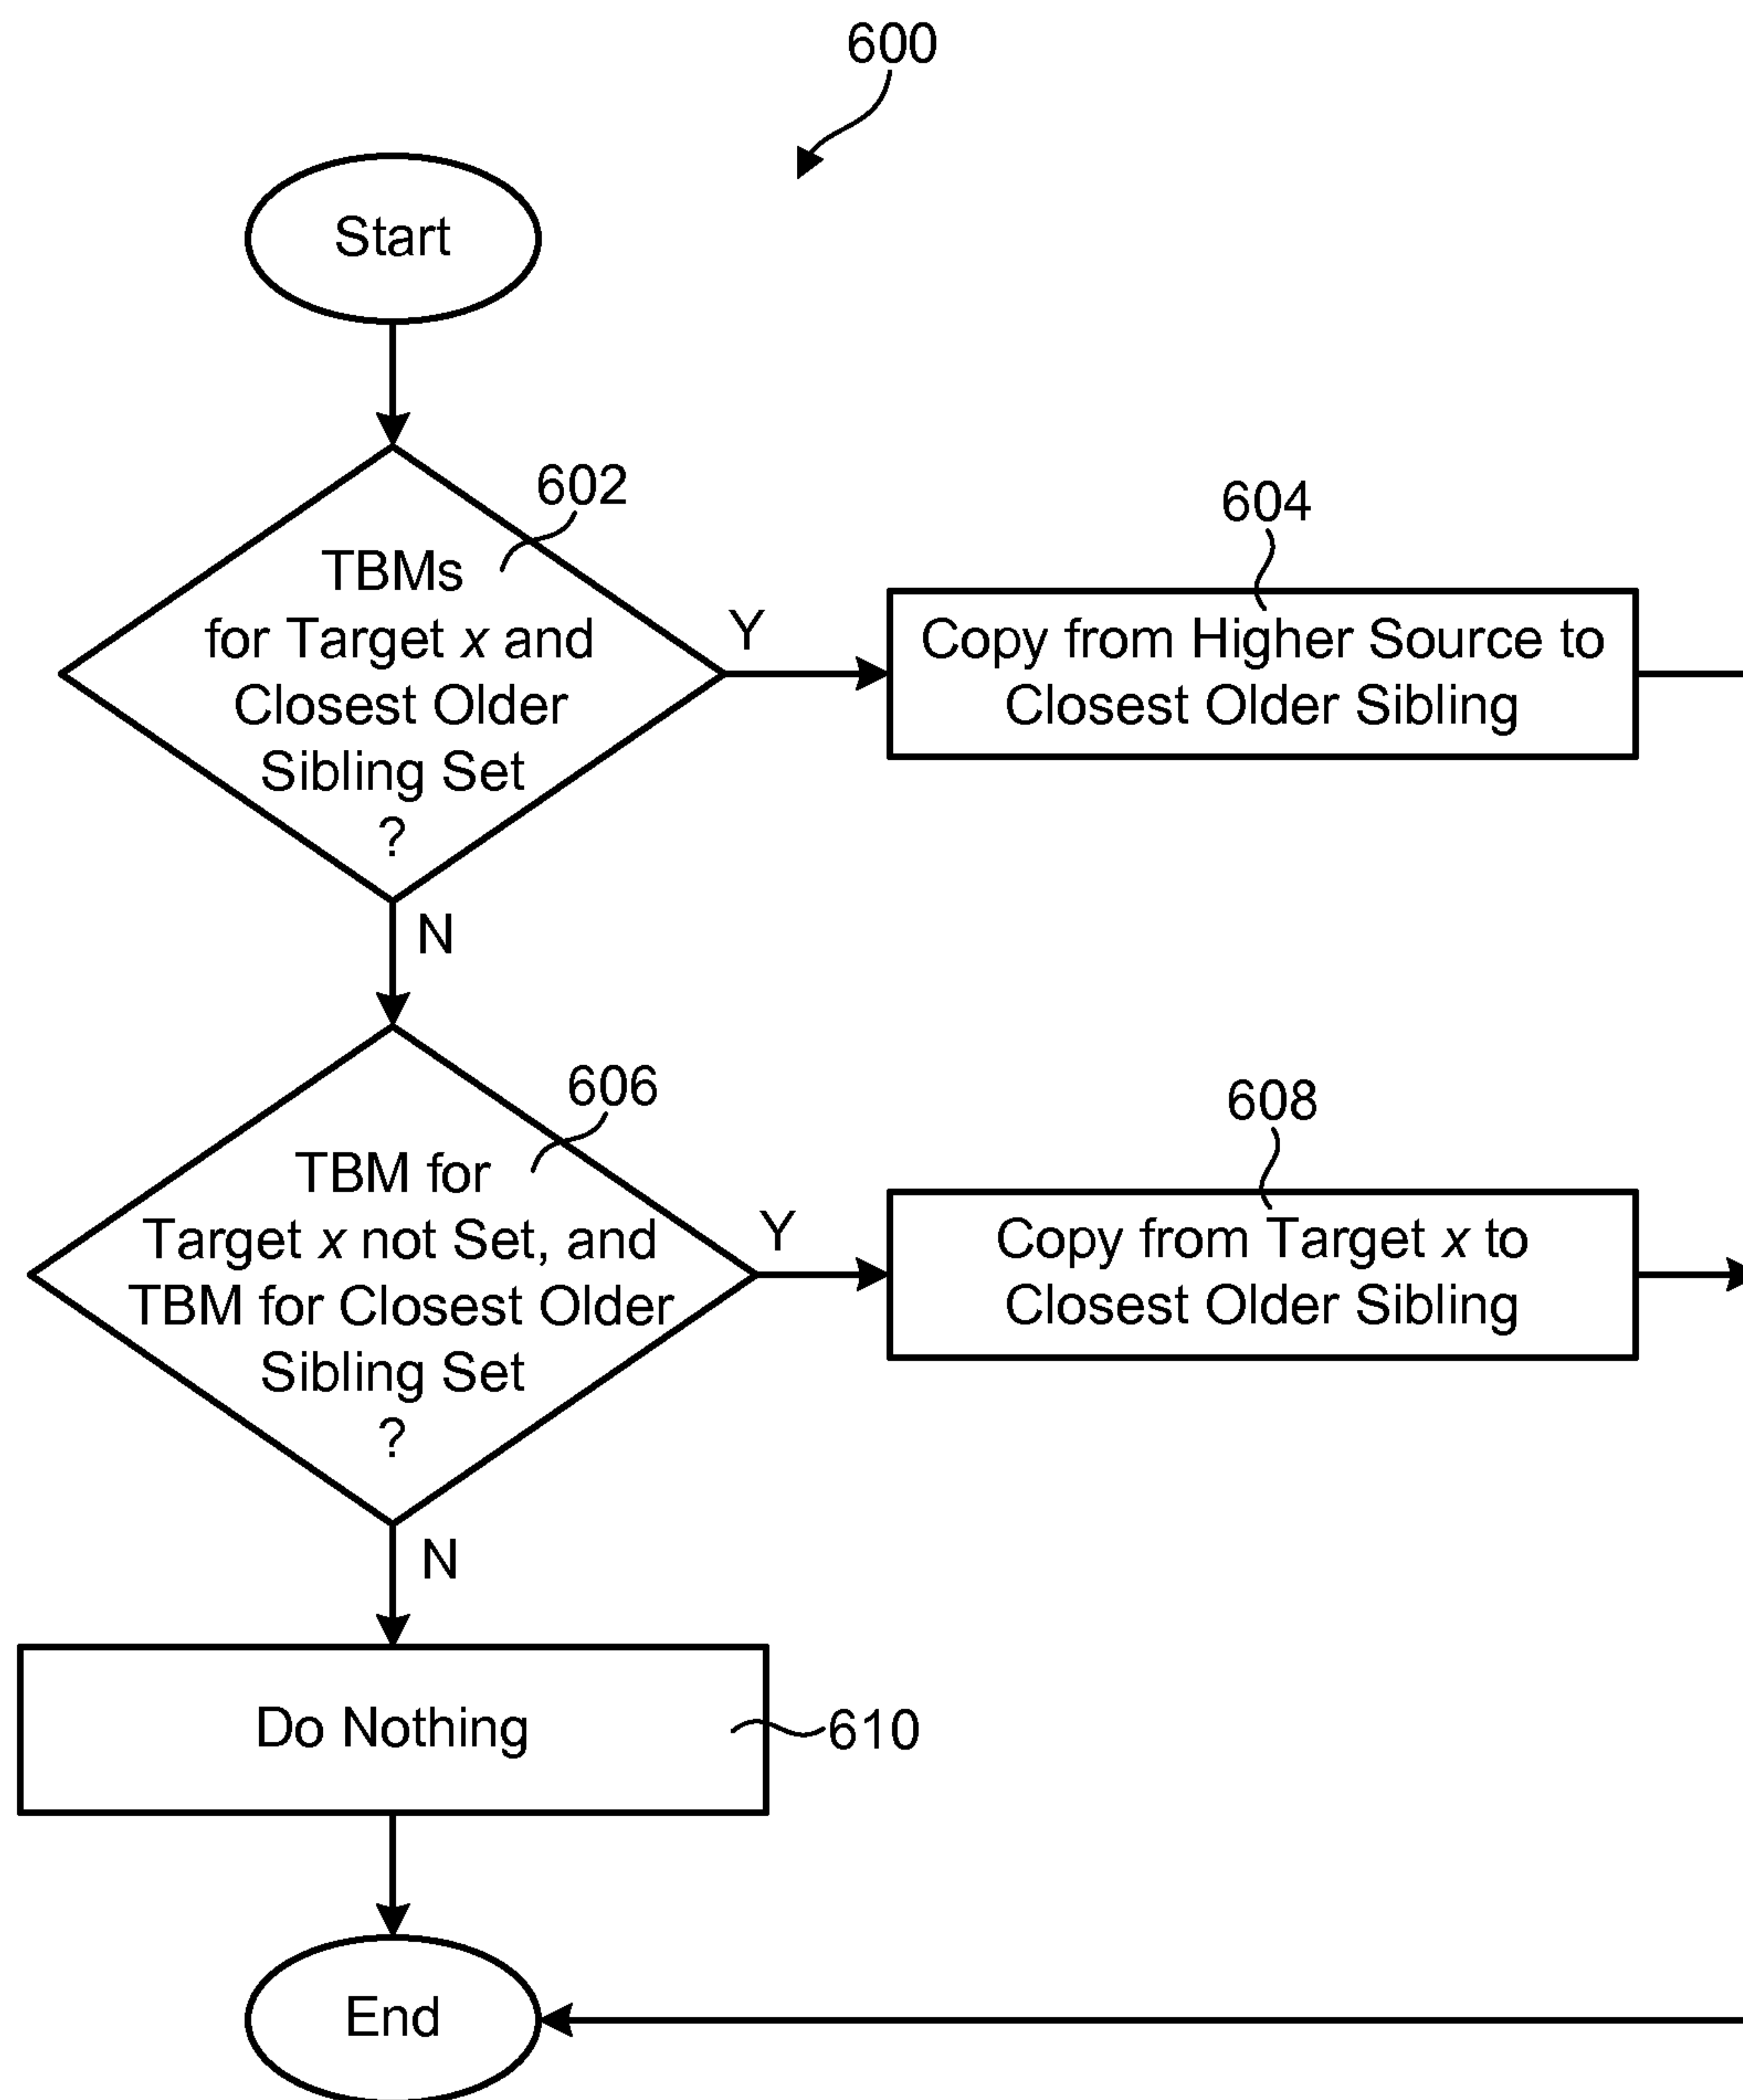 600
Start
602
TBMs
for Target x and
Closest Older
Sibling Set
?
Y
604
Copy from Higher Source to
Closest Older Sibling
N
606
TBM for
Target x not Set, and
TBM for Closest Older
Sibling Set
?
Y
608
Copy from Target x to
Closest Older Sibling
N
Do Nothing
610
End